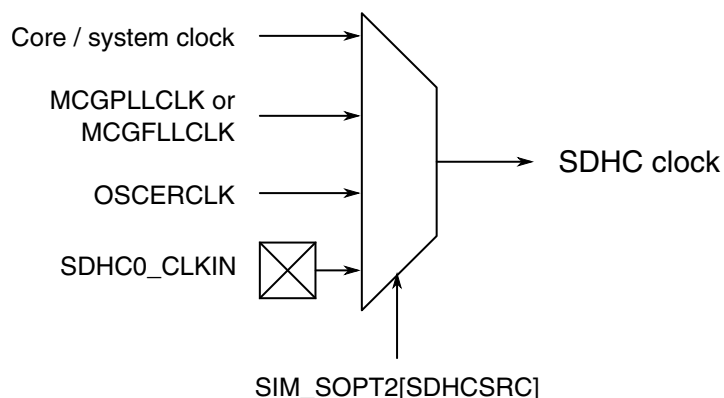 Core / system clock
MCGPLLCLK or
MCGFLLCLK
OSCERCLK
SDHC0_CLKIN
SDHC clock
SIM_SOPT2[SDHCSRC]